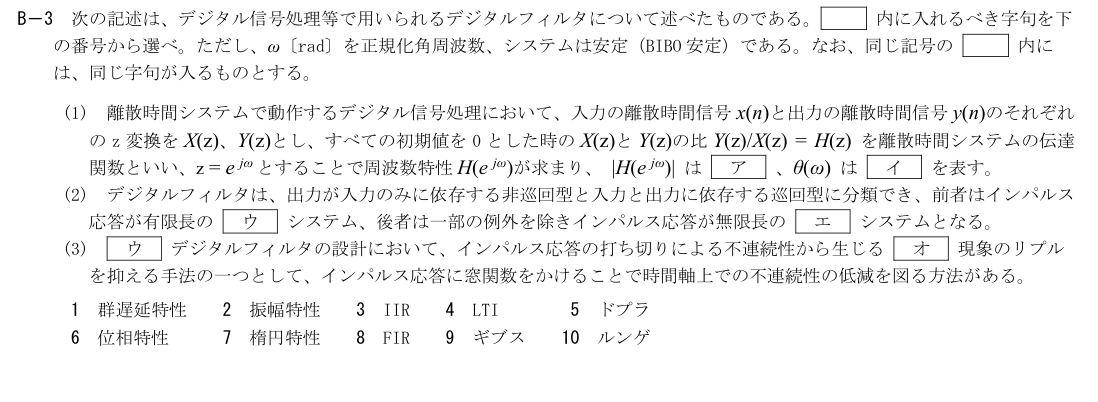 B－3 次の記述は、デジタル信号処理等で用いられるデジタルフィルタについて述べたものである。 内に入れるべき字句を下
の番号から選べ。ただし、ω〔rad〕を正規化角周波数、システムは安定（BIBO 安定）である。なお、同じ記号の 内に
は、同じ字句が入るものとする。
(1) 離散時間システムで動作するデジタル信号処理において、入力の離散時間信号 x(n)と出力の離散時間信号 y(n)のそれぞれ
の z 変換を X(z)、Y(z)とし、すべての初期値を 0 とした時の X(z)と Y(z)の比 Y(z)/X(z) = H(z) を離散時間システムの伝達
関数といい、z = e^{jω} とすることで周波数特性 H(e^{jω})が求まり、 |H(e^{jω})| は ア 、θ(ω) は イ を表す。
(2) デジタルフィルタは、出力が入力のみに依存する非巡回型と入力と出力に依存する巡回型に分類でき、前者はインパルス
応答が有限長の ウ システム、後者は一部の例外を除きインパルス応答が無限長の エ システムとなる。
(3) ウ デジタルフィルタの設計において、インパルス応答の打ち切りによる不連続性から生じる オ 現象のリプル
を抑える手法の一つとして、インパルス応答に窓関数をかけることで時間軸上での不連続性の低減を図る方法がある。
1 群遅延特性 2 振幅特性 3 IIR 4 LTI 5 ドプラ
6 位相特性 7 楕円特性 8 FIR 9 ギブス 10 ルンゲ